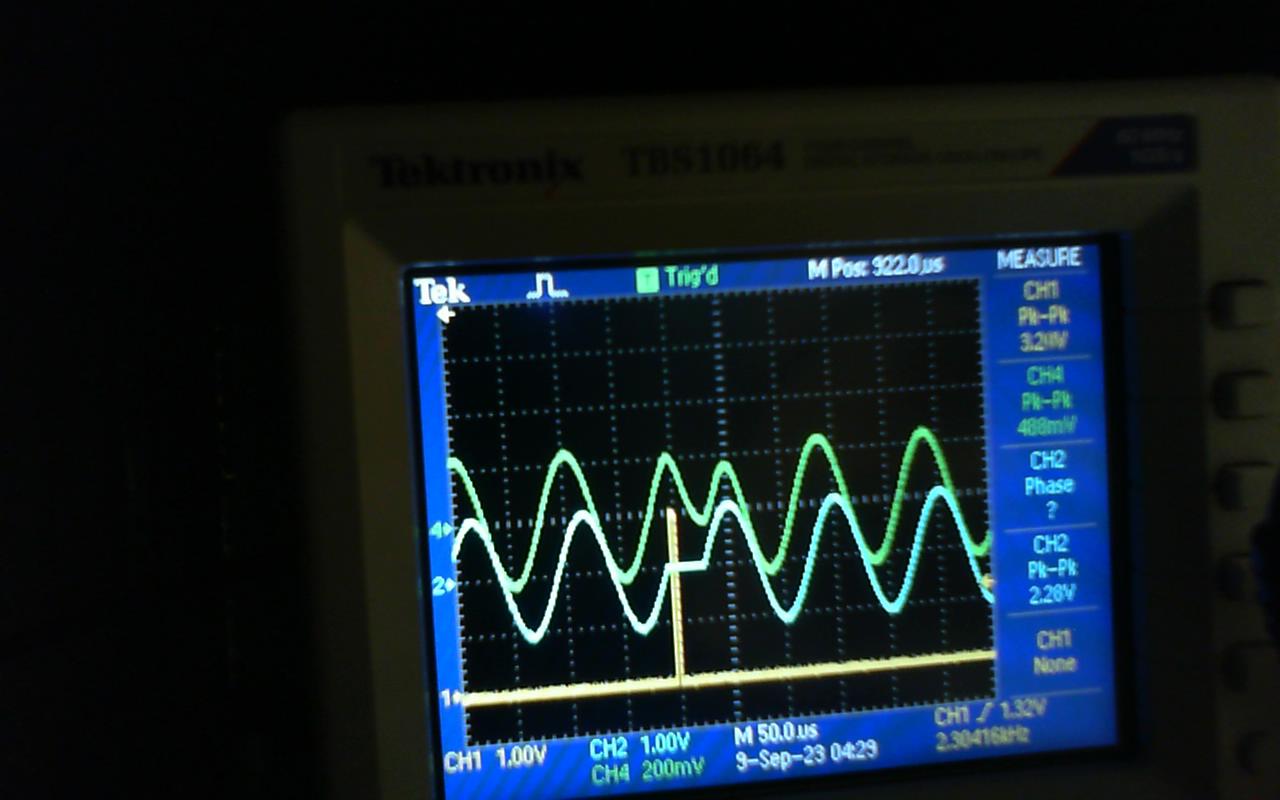 Tektronix TBS1064
Tek Trig'd M Pos: 922.0us MEASURE
CH1
Pk-Pk
3.20V
CH4
Pk-Pk
488mV
CH2
Phase
?
CH2
Pk-Pk
2.28V
CH1
None
4
2
1
CH1 1.00V CH2 1.00V M 50.0us CH1 1.32V
CH4 200mV 9-Sep-23 04:29 2.30416kHz